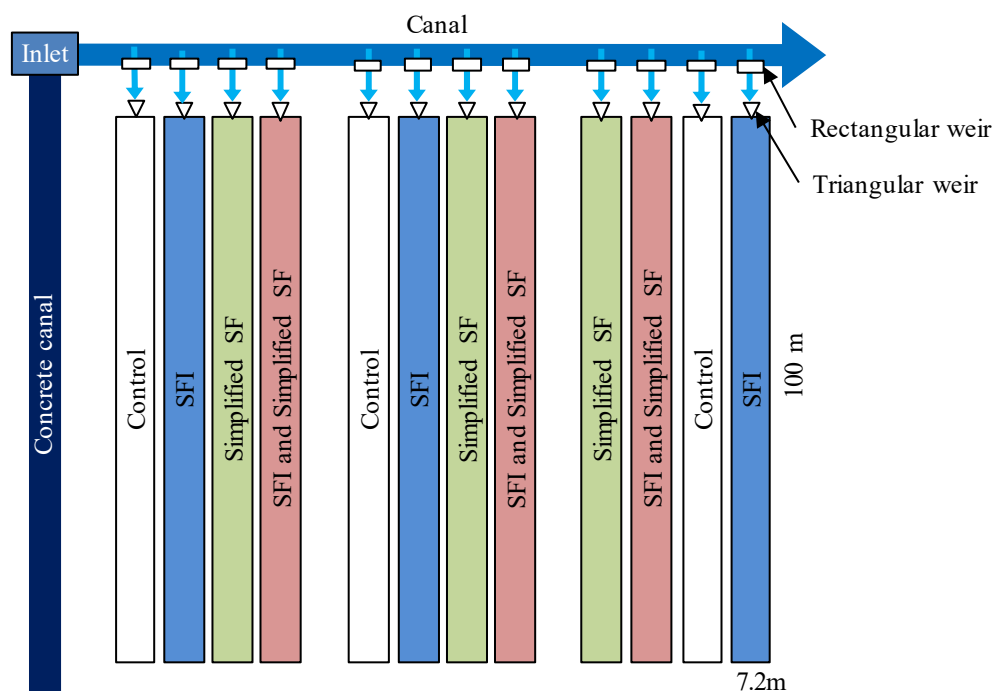 Canal
Inlet
Rectangular weir
Triangular weir
Concrete canal
Control
SFI
Simplified SF
SFI and Simplified SF
Control
SFI
Simplified SF
SFI and Simplified SF
Simplified SF
SFI and Simplified SF
Control
SFI
100 m
7.2m